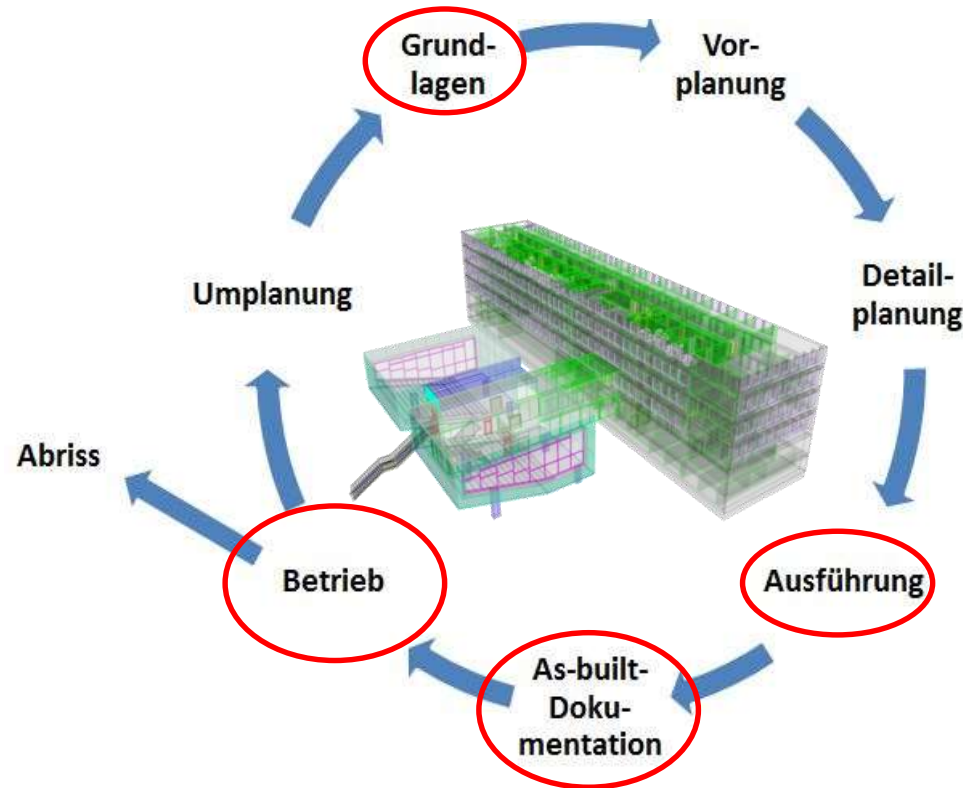 Grund-
lagen
Vor-
planung
Detail-
planung
Ausführung
As-built-
Doku-
mentation
Betrieb
Abriss
Umplanung